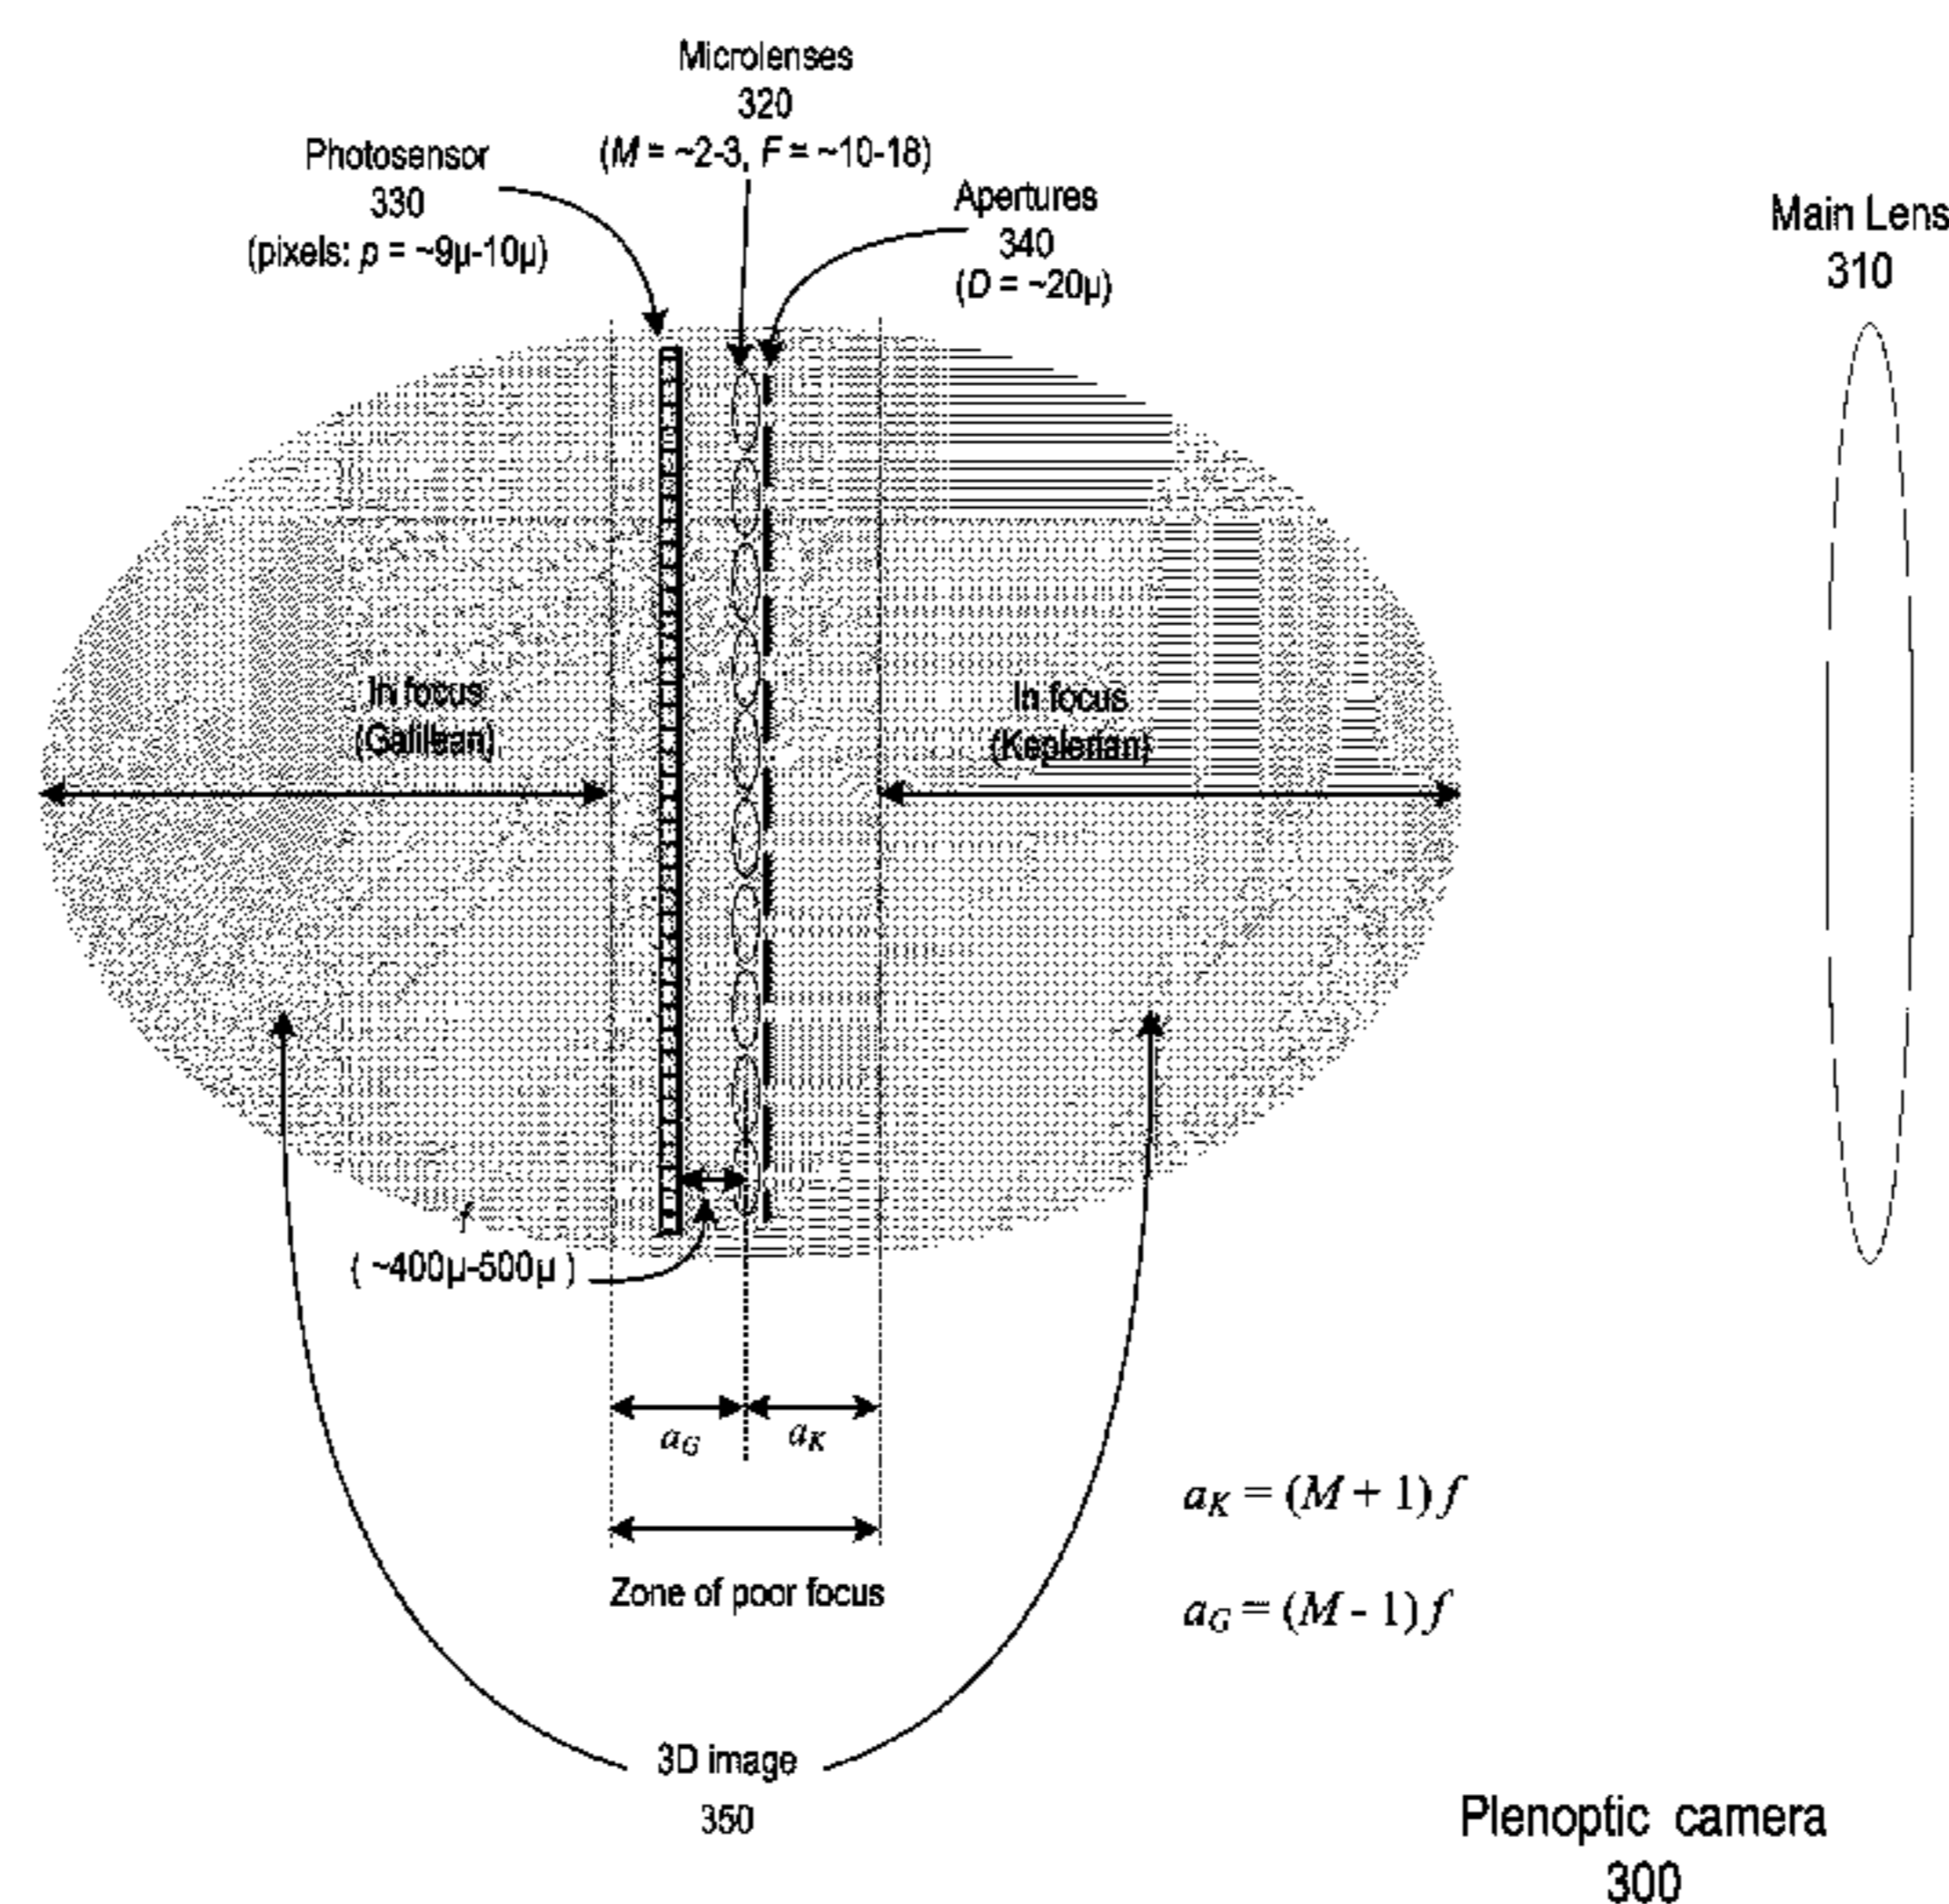 Microlenses
320
(M = ~2-3, F = ~10-18)
Photosensor
330
(pixels: p = ~9µ-10µ)
Apertures
340
(D = ~20µ)
Main Lens
310
In focus
(Galilean)
In focus
(Keplerian)
f
( ~400µ-500µ )
a_G
a_K
a_K = (M + 1) f
Zone of poor focus
a_G = (M - 1) f
3D image
350
Plenoptic camera
300